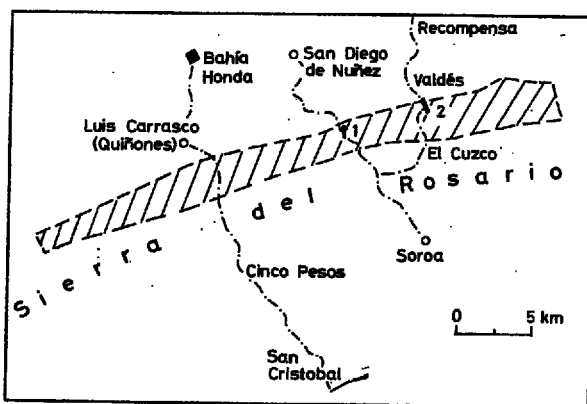 Recompensa
Bahía
Honda
San Diego
de Nuñez
Valdés
Luis Carrasco
(Quiñones)
1
2
El Cuzco
Sierra del Rosario
Soroa
Cinco Pesos
0 5 km
San
Cristobal